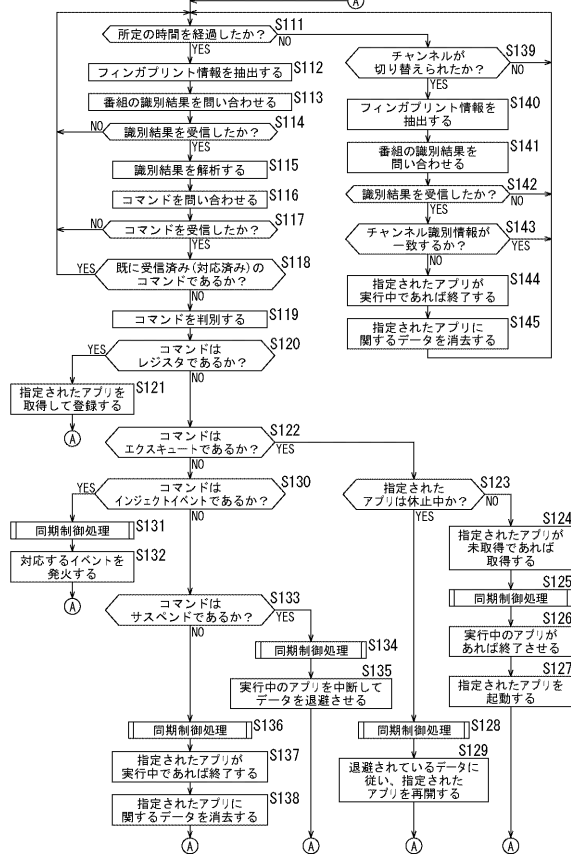 A
所定の時間を経過したか?
S111
YES
NO
フィンガプリント情報を抽出する
S112
番組の識別結果を問い合わせる
S113
識別結果を受信したか?
S114
NO
YES
識別結果を解析する
S115
コマンドを問い合わせる
S116
コマンドを受信したか?
S117
NO
YES
既に受信済み(対応済み)の
コマンドであるか?
S118
YES
NO
コマンドを判別する
S119
コマンドは
レジスタであるか?
S120
YES
NO
指定されたアプリを
取得して登録する
S121
A
チャンネルが
切り替えられたか?
S139
NO
YES
フィンガプリント情報を
抽出する
S140
番組の識別結果を
問い合わせる
S141
識別結果を受信したか?
S142
NO
YES
チャンネル識別情報が
一致するか?
S143
YES
NO
指定されたアプリが
実行中であれば終了する
S144
指定されたアプリに
関するデータを消去する
S145
コマンドは
エクスキュートであるか?
S122
YES
NO
コマンドは
インジェクトイベントであるか?
S130
YES
NO
同期制御処理
S131
対応するイベントを
発火する
S132
A
指定された
アプリは休止中か?
S123
NO
YES
指定されたアプリが
未取得であれば
取得する
S124
同期制御処理
S125
実行中のアプリが
あれば終了させる
S126
指定されたアプリを
起動する
S127
コマンドは
サスペンドであるか?
S133
YES
NO
同期制御処理
S134
実行中のアプリを中断して
データを退避させる
S135
同期制御処理
S136
指定されたアプリが
実行中であれば終了する
S137
指定されたアプリに
関するデータを消去する
S138
同期制御処理
S128
退避されているデータに
従い、指定された
アプリを再開する
S129
A
A
A
A